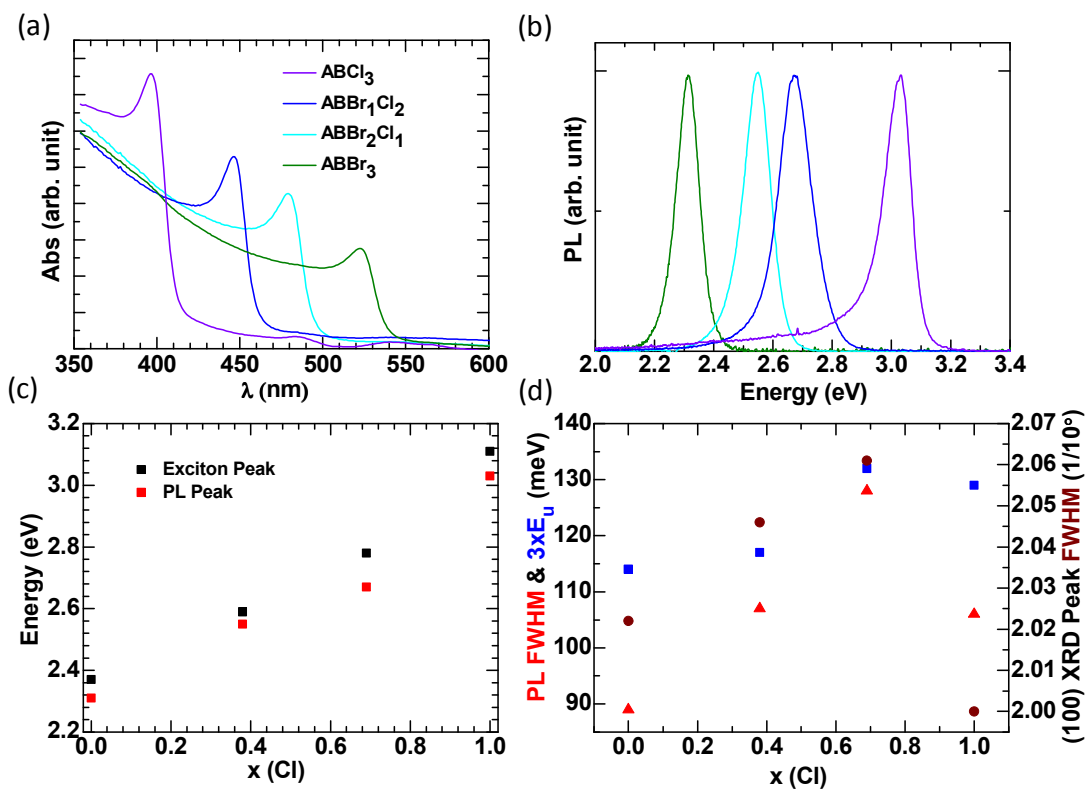 (a)
Abs (arb. unit)
ABCl₃
ABBr₁Cl₂
ABBr₂Cl₁
ABBr₃
350 400 450 500 550 600
λ (nm)
(b)
PL (arb. unit)
2.0 2.2 2.4 2.6 2.8 3.0 3.2 3.4
Energy (eV)
(c)
Energy (eV)
3.2
3.0
2.8
2.6
2.4
2.2
Exciton Peak
PL Peak
0.0 0.2 0.4 0.6 0.8 1.0
x (Cl)
(d)
PL FWHM & 3xEᵤ (meV)
140
130
120
110
100
90
0.0 0.2 0.4 0.6 0.8 1.0
x (Cl)
2.07
2.06
2.05
2.04
2.03
2.02
2.01
2.00
(100) XRD Peak FWHM (1/10°)